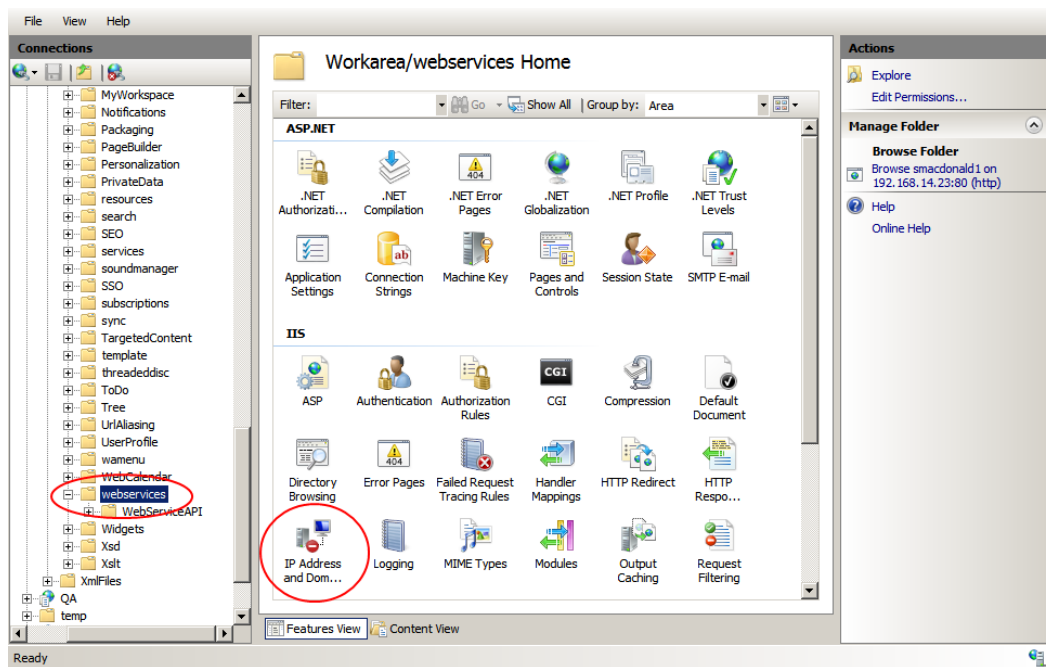 File View Help
Connections
MyWorkspace
Notifications
Packaging
PageBuilder
Personalization
PrivateData
resources
search
SEO
services
soundmanager
SSO
subscriptions
sync
TargetedContent
template
threadeddisc
ToDo
Tree
UrlAliasing
UserProfile
wamenu
WebCalendar
webservices
WebServiceAPI
Widgets
Xsd
Xslt
XmlFiles
QA
temp
Workarea/webservices Home
Filter: Go Show All Group by: Area
ASP.NET
.NET Authorizati...
.NET Compilation
404
.NET Error Pages
.NET Globalization
.NET Profile
.NET Trust Levels
Application Settings
ab
Connection Strings
Machine Key
Pages and Controls
Session State
SMTP E-mail
IIS
ASP
Authentication
Authorization Rules
CGI
CGI
Compression
Default Document
Directory Browsing
404
Error Pages
Failed Request Tracing Rules
Handler Mappings
HTTP Redirect
HTTP Respo...
IP Address and Dom...
Logging
MIME Types
Modules
Output Caching
Request Filtering
Features View Content View
Actions
Explore
Edit Permissions...
Manage Folder
Browse Folder
Browse smacdonald1 on
192.168.14.23:80 (http)
Help
Online Help
Ready